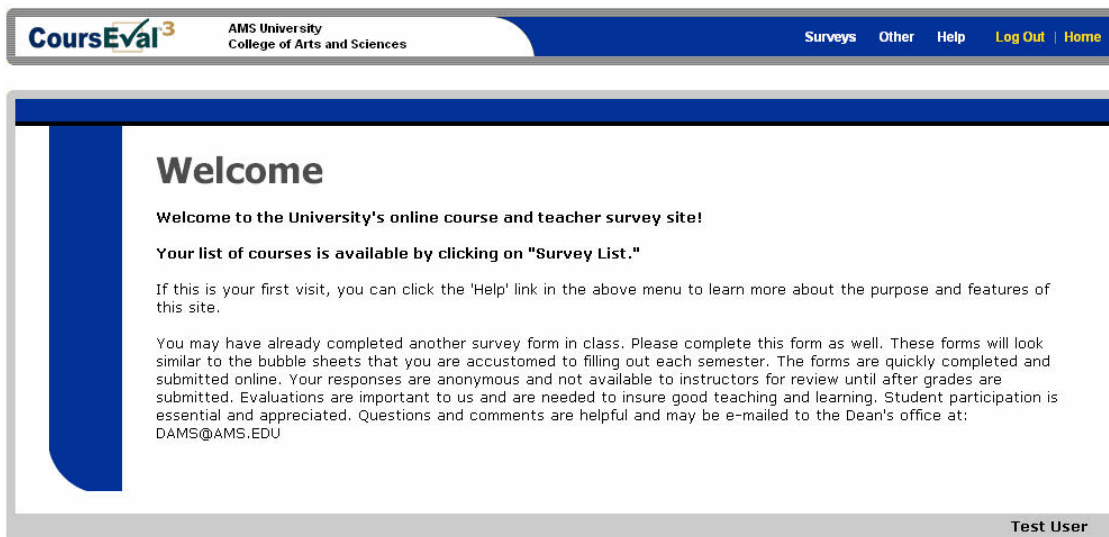 CoursEval 3
AMS University
College of Arts and Sciences
Surveys Other Help Log Out | Home
Welcome
Welcome to the University's online course and teacher survey site!
Your list of courses is available by clicking on "Survey List."
If this is your first visit, you can click the 'Help' link in the above menu to learn more about the purpose and features of
this site.
You may have already completed another survey form in class. Please complete this form as well. These forms will look
similar to the bubble sheets that you are accustomed to filling out each semester. The forms are quickly completed and
submitted online. Your responses are anonymous and not available to instructors for review until after grades are
submitted. Evaluations are important to us and are needed to insure good teaching and learning. Student participation is
essential and appreciated. Questions and comments are helpful and may be e-mailed to the Dean's office at:
DAMS@AMS.EDU
Test User